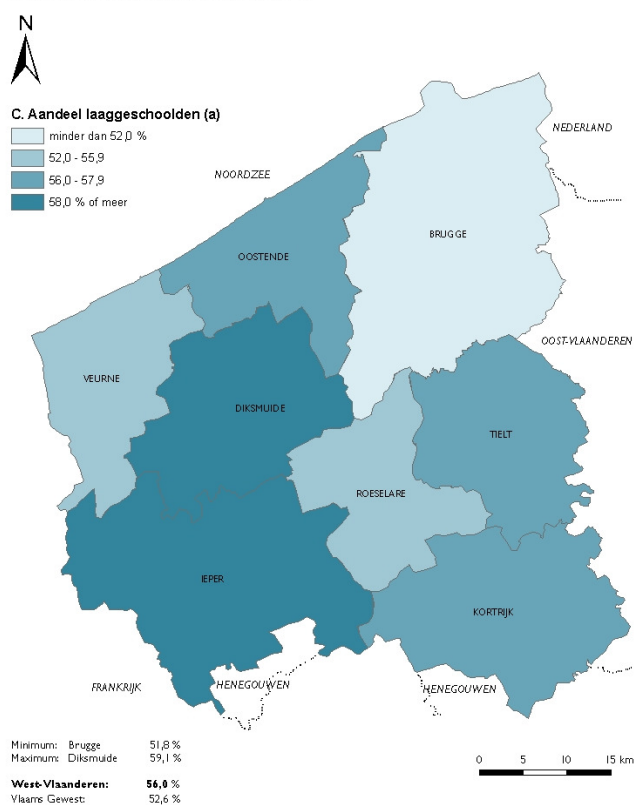 N
C. Aandeel laaggeschoolden (a)
minder dan 52,0 %
52,0 - 55,9
56,0 - 57,9
58,0 % of meer
NEDERLAND
NOORDZEE
BRUGGE
OOSTENDE
OOST-VLAANDEREN
VEURNE
DIKSMUIDE
TIELT
ROESELARE
IEPER
KORTRIJK
FRANKRIJK
HENEGOUWEN
HENEGOUWEN
Minimum: Brugge 51,8 %
Maximum: Diksmuide 59,1 %
West-Vlaanderen: 56,0 %
Vlaams Gewest: 52,6 %
0 5 10 15 km